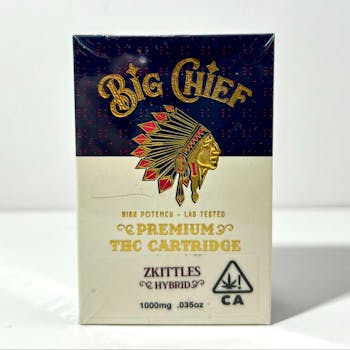 BIG CHIEF
HIGH POTENCY - LAB TESTED
PREMIUM
THC CARTRIDGE
ZKITTLES
HYBRID
CA
1000mg .035oz